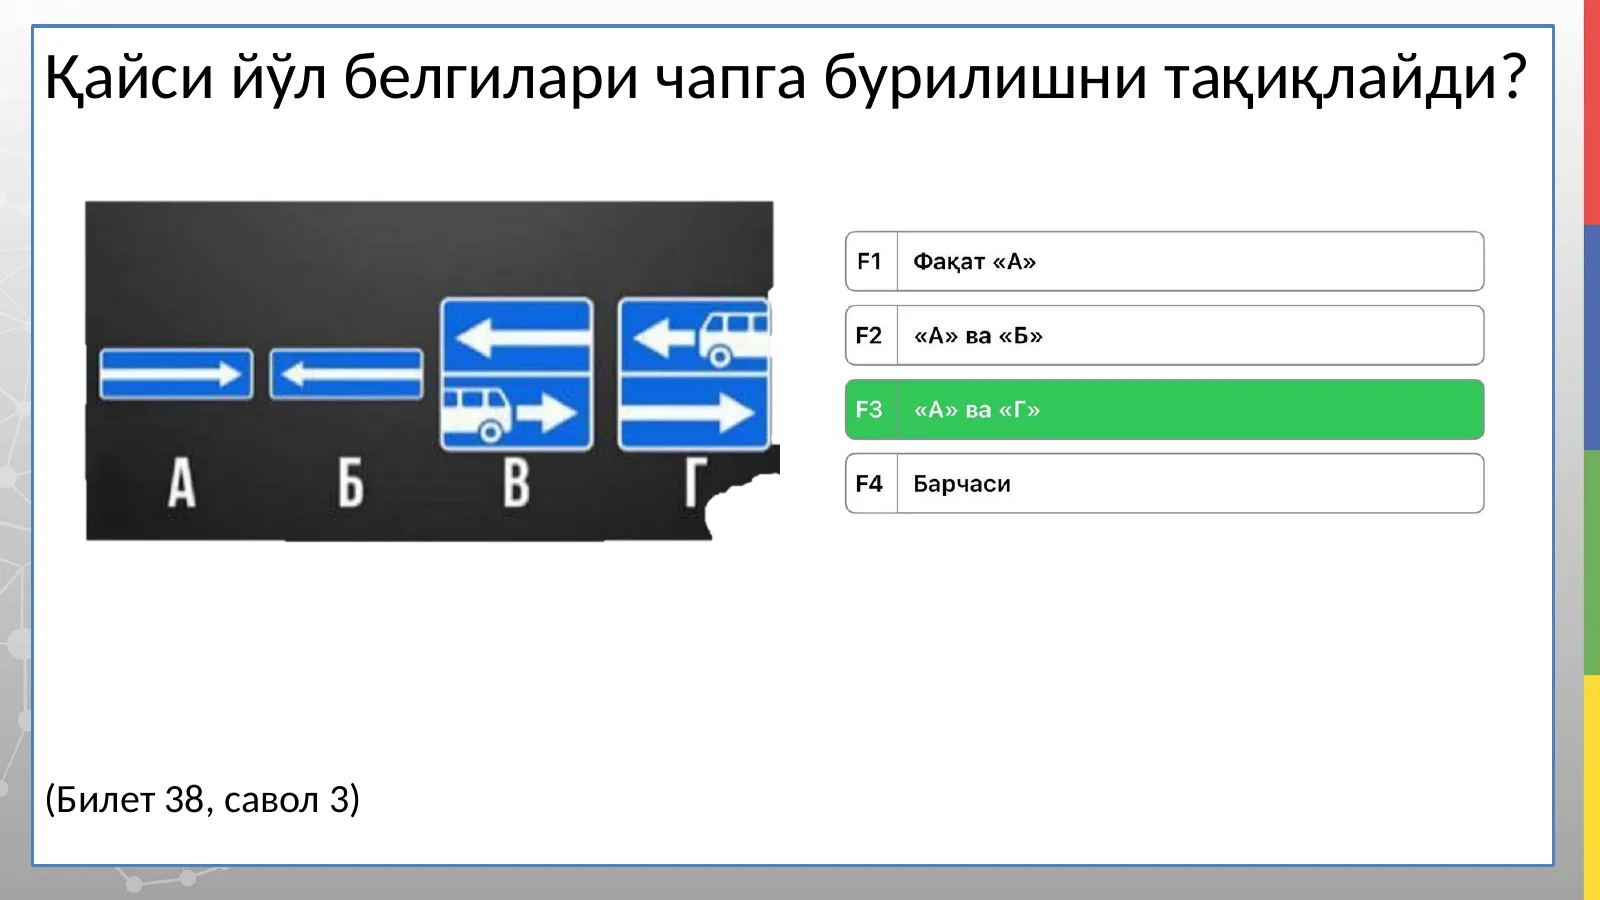 Қайси йўл белгилари чапга бурилишни тақиқлайди?
А Б В Г
F1 Фақат «А»
F2 «А» ва «Б»
F3 «А» ва «Г»
F4 Барчаси
(Билет 38, савол 3)